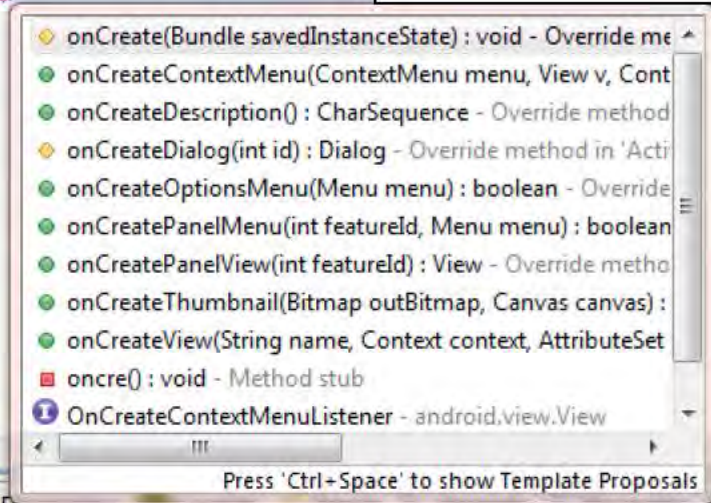 onCreate(Bundle savedInstanceState) : void - Override me
onCreateContextMenu(ContextMenu menu, View v, Cont
onCreateDescription() : CharSequence - Override method
onCreateDialog(int id) : Dialog - Override method in 'Acti
onCreateOptionsMenu(Menu menu) : boolean - Override
onCreatePanelMenu(int featureId, Menu menu) : boolean
onCreatePanelView(int featureId) : View - Override metho
onCreateThumbnail(Bitmap outBitmap, Canvas canvas) :
onCreateView(String name, Context context, AttributeSet
oncre() : void - Method stub
OnCreateContextMenuListener - android.view.View
Press 'Ctrl+Space' to show Template Proposals